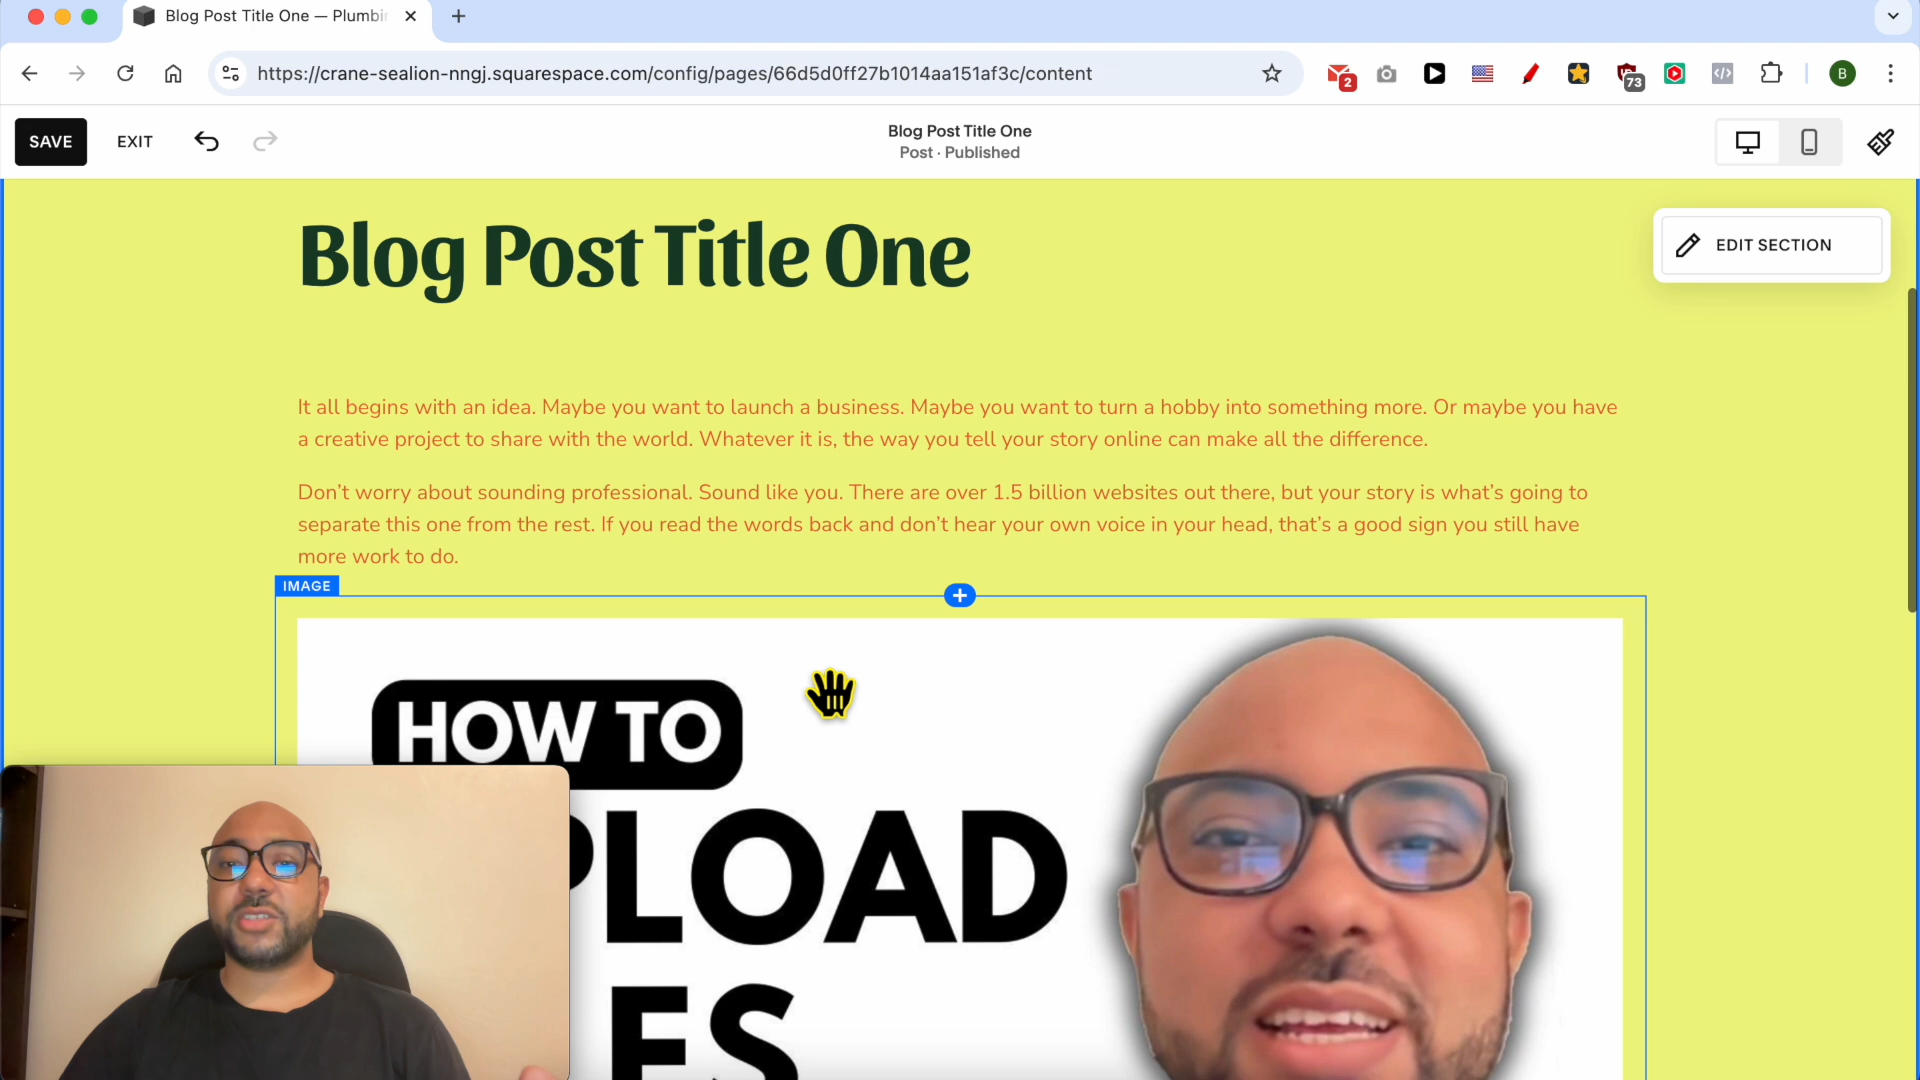 Blog Post Title One — Plumbi
https://crane-sealion-nngj.squarespace.com/config/pages/66d5d0ff27b1014aa151af3c/content
2
73
B
SAVE
EXIT
Blog Post Title One
Post · Published
EDIT SECTION
Blog Post Title One
It all begins with an idea. Maybe you want to launch a business. Maybe you want to turn a hobby into something more. Or maybe you have
a creative project to share with the world. Whatever it is, the way you tell your story online can make all the difference.
Don’t worry about sounding professional. Sound like you. There are over 1.5 billion websites out there, but your story is what’s going to
separate this one from the rest. If you read the words back and don’t hear your own voice in your head, that’s a good sign you still have
more work to do.
IMAGE
HOW TO
PLOAD
ES